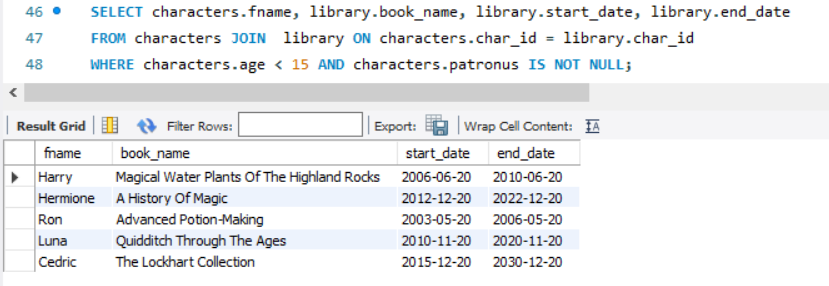 46 SELECT characters.fname, library.book_name, library.start_date, library.end_date
47 FROM characters JOIN  library ON characters.char_id = library.char_id
48 WHERE characters.age < 15 AND characters.patronus IS NOT NULL;
Result Grid Filter Rows: Export: Wrap Cell Content: IA
fname book_name start_date end_date
Harry Magical Water Plants Of The Highland Rocks 2006-06-20 2010-06-20
Hermione A History Of Magic 2012-12-20 2022-12-20
Ron Advanced Potion-Making 2003-05-20 2006-05-20
Luna Quidditch Through The Ages 2010-11-20 2020-11-20
Cedric The Lockhart Collection 2015-12-20 2030-12-20